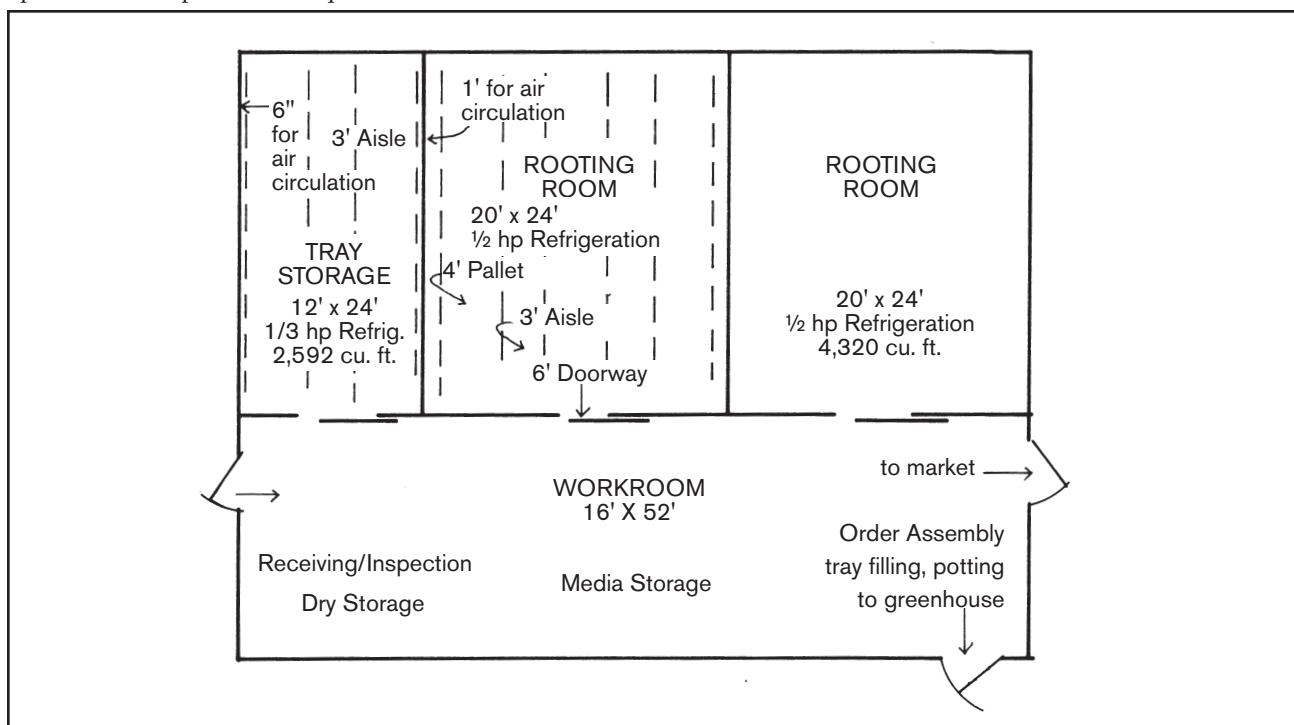 6"
for
air
circulation
3' Aisle
1' for air
circulation
TRAY
STORAGE
12' x 24'
1/3 hp Refrig.
2,592 cu. ft.
ROOTING
ROOM
20' x 24'
½ hp Refrigeration
4' Pallet
3' Aisle
6' Doorway
ROOTING
ROOM
20' x 24'
½ hp Refrigeration
4,320 cu. ft.
to market
WORKROOM
16' X 52'
Receiving/Inspection
Dry Storage
Media Storage
Order Assembly
tray filling, potting
to greenhouse